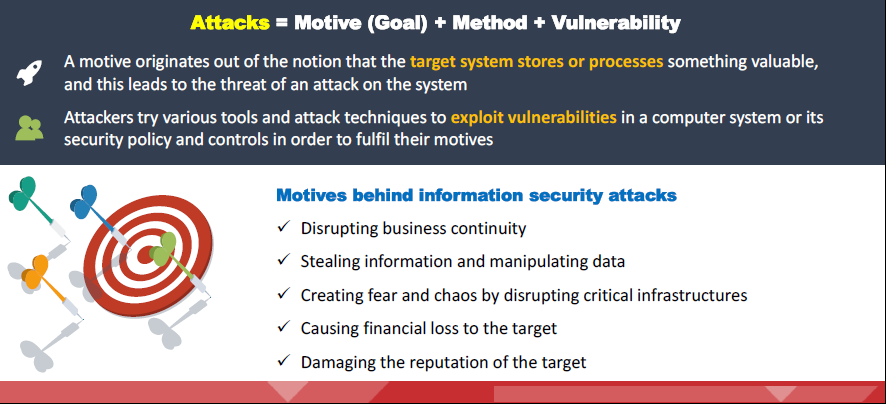 Attacks = Motive (Goal) + Method + Vulnerability
A motive originates out of the notion that the target system stores or processes something valuable,
and this leads to the threat of an attack on the system
Attackers try various tools and attack techniques to exploit vulnerabilities in a computer system or its
security policy and controls in order to fulfil their motives
Motives behind information security attacks
✓ Disrupting business continuity
✓ Stealing information and manipulating data
✓ Creating fear and chaos by disrupting critical infrastructures
✓ Causing financial loss to the target
✓ Damaging the reputation of the target